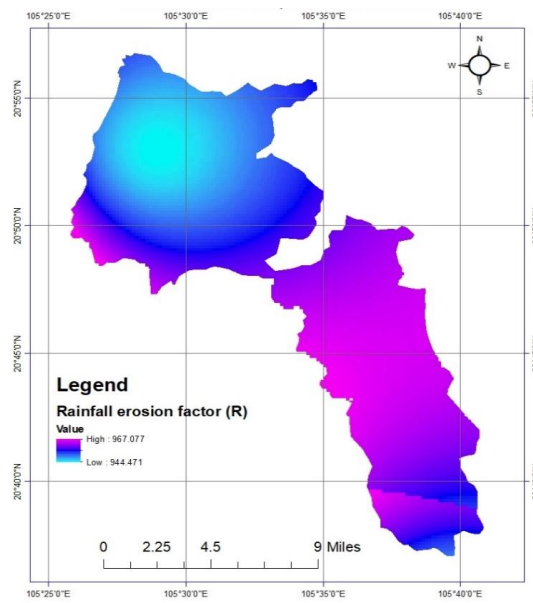 105°25'0"E 105°30'0"E 105°35'0"E 105°40'0"E
N
W E
S
20°55'0"N
20°50'0"N
20°45'0"N
20°40'0"N
Legend
Rainfall erosion factor (R)
Value
High : 967.077
Low : 944.471
0 2.25 4.5 9 Miles
105°25'0"E 105°30'0"E 105°35'0"E 105°40'0"E